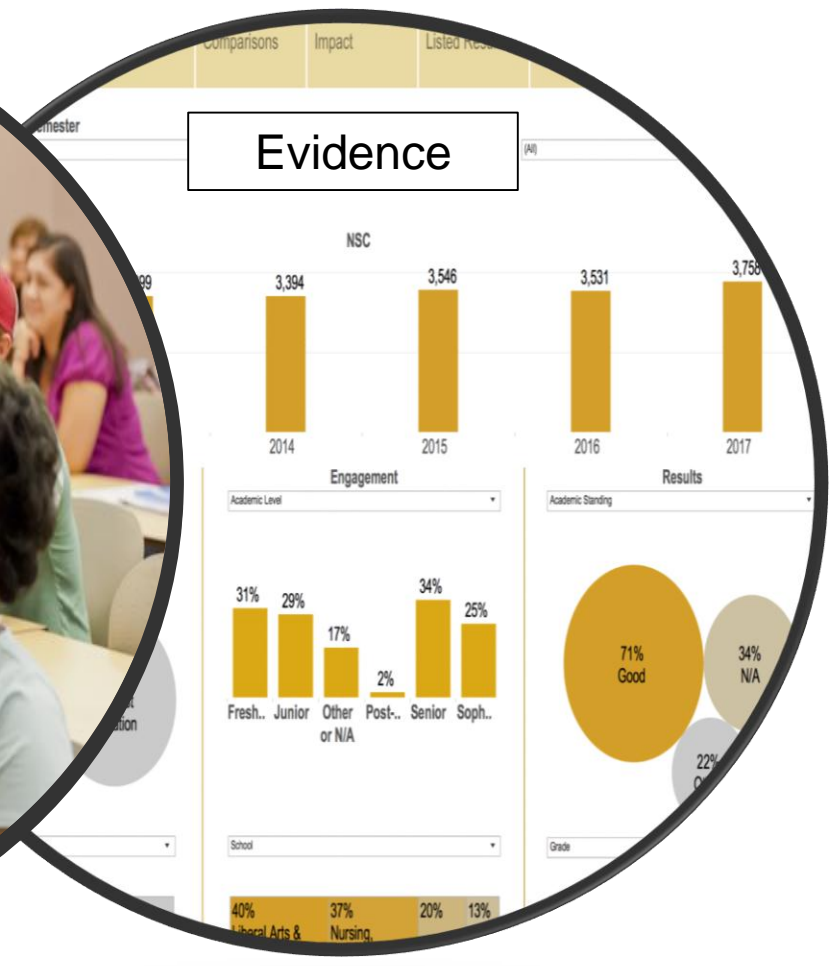 Comparisons Impact Listed
Evidence
(All)
NSC
99 3,394 3,546 3,531 3,758
2014 2015 2016 2017
Engagement Results
Academic Level Academic Standing
31% 29% 17% 2% 34% 25%
Fresh.. Junior Other Post-.. Senior Soph..
or N/A
71% 34%
Good N/A
22%
School Grade
40% 37% 20% 13%
Liberal Arts & Nursing,